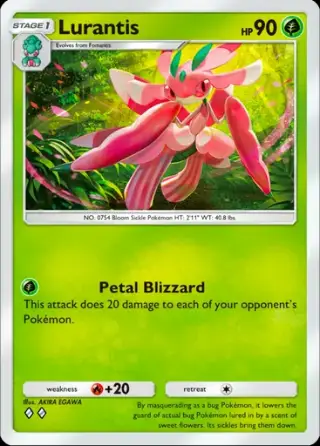 STAGE 1
Lurantis
HP 90
Evolves from Fomantis
NO. 0754 Bloom Sickle Pokémon HT: 2'11" WT: 40.8 lbs.
Petal Blizzard
This attack does 20 damage to each of your opponent's
Pokémon.
weakness +20
retreat
Illus. AKIRA EGAWA
By masquerading as a bug Pokémon, it lowers the
guard of actual bug Pokémon lured in by a scent of
sweet flowers. Its sickles bring them down.